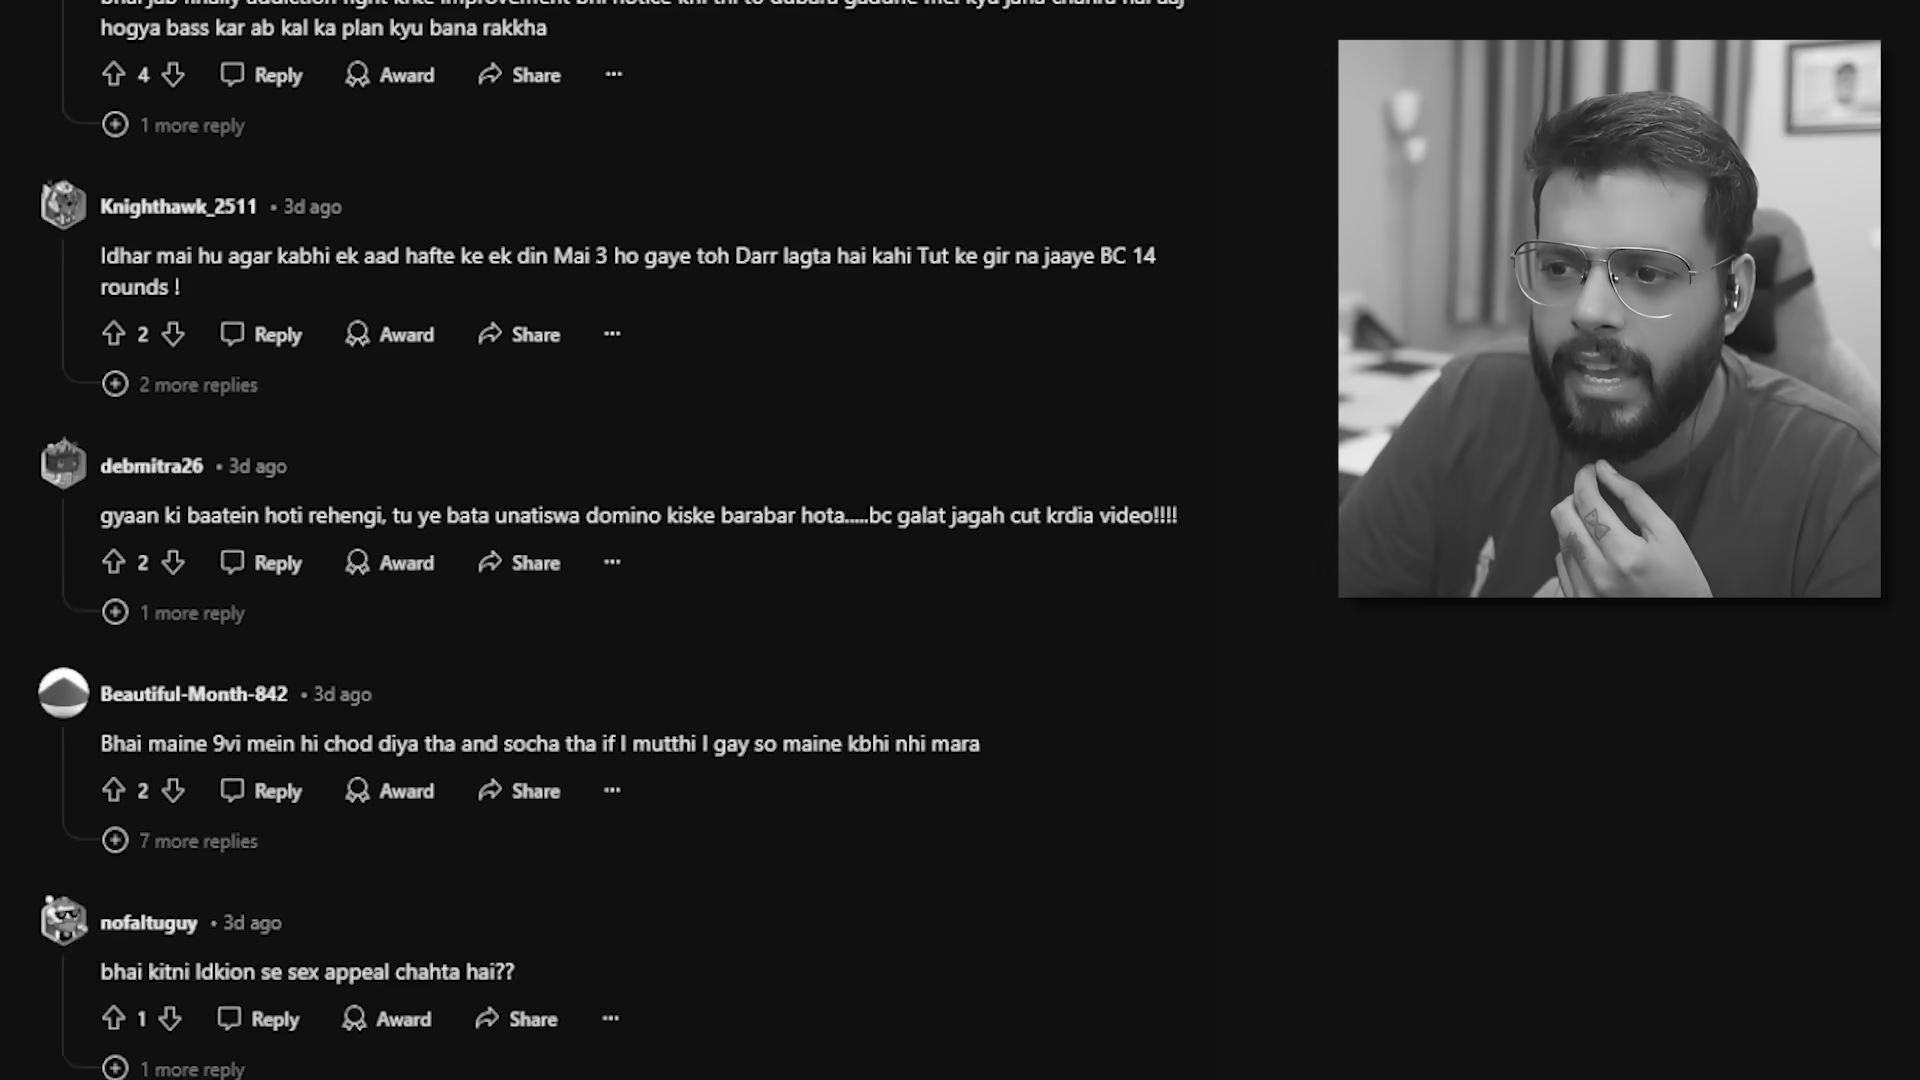 hogya bass kar ab kal ka plan kyu bana rakkha
4 Reply Award Share ...
1 more reply
Knighthawk_2511 • 3d ago
Idhar mai hu agar kabhi ek aad hafte ke ek din Mai 3 ho gaye toh Darr lagta hai kahi Tut ke gir na jaaye BC 14
rounds !
2 Reply Award Share ...
2 more replies
debmitra26 • 3d ago
gyaan ki baatein hoti rehengi, tu ye bata unatiswa domino kiske barabar hota.....bc galat jagah cut krdia video!!!!
2 Reply Award Share ...
1 more reply
Beautiful-Month-842 • 3d ago
Bhai maine 9vi mein hi chod diya tha and socha tha if I mutthi I gay so maine kbhi nhi mara
2 Reply Award Share ...
7 more replies
nofaltuguy • 3d ago
bhai kitni ldkion se sex appeal chahta hai??
1 Reply Award Share ...
1 more reply